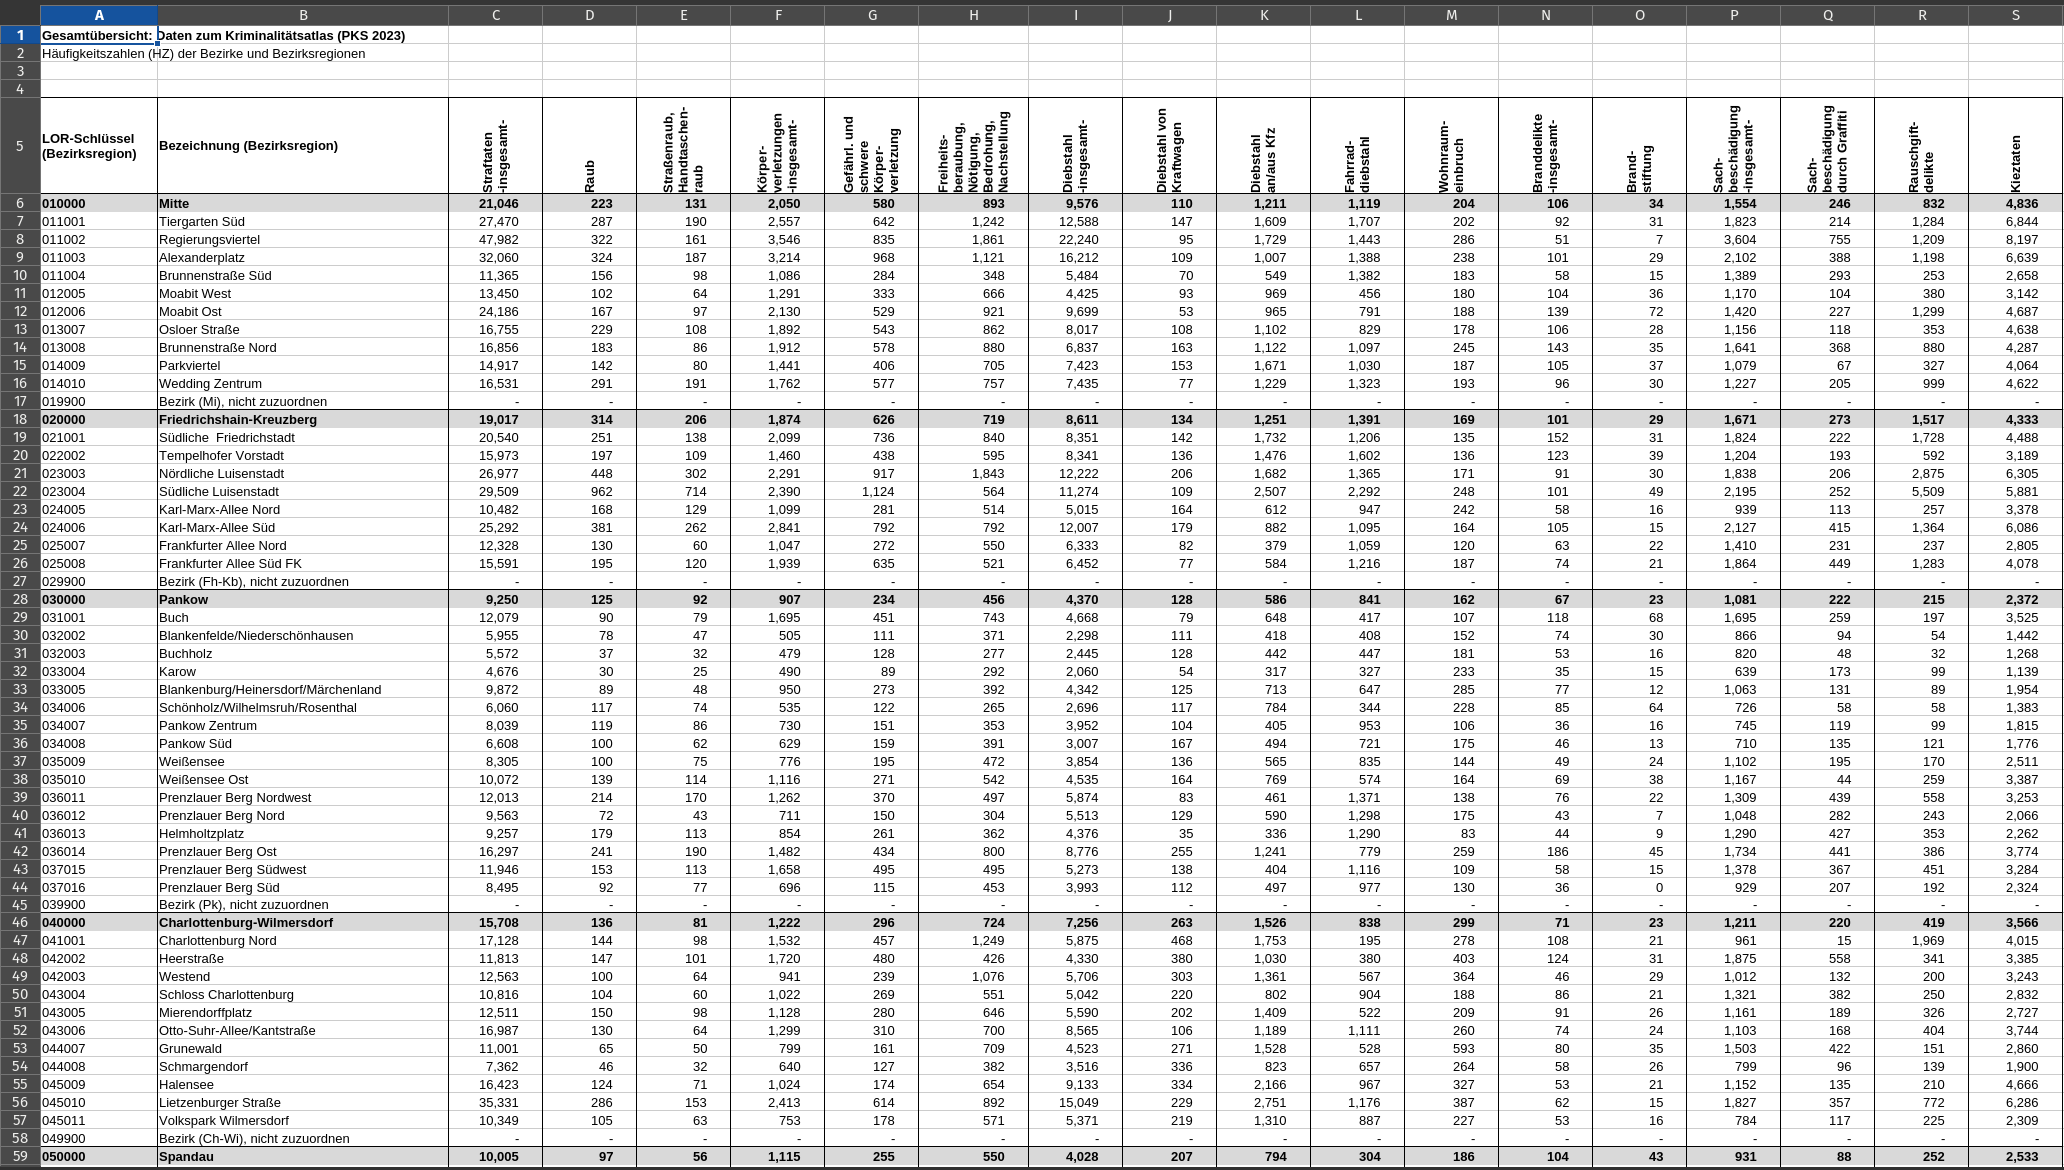 A B C D E F G H I J K L M N O P Q R S
1 Gesamtübersicht: Daten zum Kriminalitätsatlas (PKS 2023)
2 Häufigkeitszahlen (HZ) der Bezirke und Bezirksregionen
3
4
5 LOR-Schlüssel (Bezirksregion) Bezeichnung (Bezirksregion) Straftaten -insgesamt- Raub Straßenraub, Handtaschen- raub Körper- verletzungen -insgesamt- Gefährl. und schwere Körper- verletzung Freiheits- beraubung, Nötigung, Bedrohung, Nachstellung Diebstahl -insgesamt- Diebstahl von Kraftwagen Diebstahl an/aus Kfz Fahrrad- diebstahl Wohnraum- einbruch Branddelikte -insgesamt- Brand- stiftung Sach- beschädigung -insgesamt- Sach- beschädigung durch Graffiti Rauschgift- delikte Kieztaten
6 010000 Mitte 21,046 223 131 2,050 580 893 9,576 110 1,211 1,119 204 106 34 1,554 246 832 4,836
7 011001 Tiergarten Süd 27,470 287 190 2,557 642 1,242 12,588 147 1,609 1,707 202 92 31 1,823 214 1,284 6,844
8 011002 Regierungsviertel 47,982 322 161 3,546 835 1,861 22,240 95 1,729 1,443 286 51 7 3,604 755 1,209 8,197
9 011003 Alexanderplatz 32,060 324 187 3,214 968 1,121 16,212 109 1,007 1,388 238 101 29 2,102 388 1,198 6,639
10 011004 Brunnenstraße Süd 11,365 156 98 1,086 284 348 5,484 70 549 1,382 183 58 15 1,389 293 253 2,658
11 012005 Moabit West 13,450 102 64 1,291 333 666 4,425 93 969 456 180 104 36 1,170 104 380 3,142
12 012006 Moabit Ost 24,186 167 97 2,130 529 921 9,699 53 965 791 188 139 72 1,420 227 1,299 4,687
13 013007 Osloer Straße 16,755 229 108 1,892 543 862 8,017 108 1,102 829 178 106 28 1,156 118 353 4,638
14 013008 Brunnenstraße Nord 16,856 183 86 1,912 578 880 6,837 163 1,122 1,097 245 143 35 1,641 368 880 4,287
15 014009 Parkviertel 14,917 142 80 1,441 406 705 7,423 153 1,671 1,030 187 105 37 1,079 67 327 4,064
16 014010 Wedding Zentrum 16,531 291 191 1,762 577 757 7,435 77 1,229 1,323 193 96 30 1,227 205 999 4,622
17 019900 Bezirk (Mi), nicht zuzuordnen - - - - - - - - - - - - - - - - -
18 020000 Friedrichshain-Kreuzberg 19,017 314 206 1,874 626 719 8,611 134 1,251 1,391 169 101 29 1,671 273 1,517 4,333
19 021001 Südliche  Friedrichstadt 20,540 251 138 2,099 736 840 8,351 142 1,732 1,206 135 152 31 1,824 222 1,728 4,488
20 022002 Tempelhofer Vorstadt 15,973 197 109 1,460 438 595 8,341 136 1,476 1,602 136 123 39 1,204 193 592 3,189
21 023003 Nördliche Luisenstadt 26,977 448 302 2,291 917 1,843 12,222 206 1,682 1,365 171 91 30 1,838 206 2,875 6,305
22 023004 Südliche Luisenstadt 29,509 962 714 2,390 1,124 564 11,274 109 2,507 2,292 248 101 49 2,195 252 5,509 5,881
23 024005 Karl-Marx-Allee Nord 10,482 168 129 1,099 281 514 5,015 164 612 947 242 58 16 939 113 257 3,378
24 024006 Karl-Marx-Allee Süd 25,292 381 262 2,841 792 792 12,007 179 882 1,095 164 105 15 2,127 415 1,364 6,086
25 025007 Frankfurter Allee Nord 12,328 130 60 1,047 272 550 6,333 82 379 1,059 120 63 22 1,410 231 237 2,805
26 025008 Frankfurter Allee Süd FK 15,591 195 120 1,939 635 521 6,452 77 584 1,216 187 74 21 1,864 449 1,283 4,078
27 029900 Bezirk (Fh-Kb), nicht zuzuordnen - - - - - - - - - - - - - - - - -
28 030000 Pankow 9,250 125 92 907 234 456 4,370 128 586 841 162 67 23 1,081 222 215 2,372
29 031001 Buch 12,079 90 79 1,695 451 743 4,668 79 648 417 107 118 68 1,695 259 197 3,525
30 032002 Blankenfelde/Niederschönhausen 5,955 78 47 505 111 371 2,298 111 418 408 152 74 30 866 94 54 1,442
31 032003 Buchholz 5,572 37 32 479 128 277 2,445 128 442 447 181 53 16 820 48 32 1,268
32 033004 Karow 4,676 30 25 490 89 292 2,060 54 317 327 233 35 15 639 173 99 1,139
33 033005 Blankenburg/Heinersdorf/Märchenland 9,872 89 48 950 273 392 4,342 125 713 647 285 77 12 1,063 131 89 1,954
34 034006 Schönholz/Wilhelmsruh/Rosenthal 6,060 117 74 535 122 265 2,696 117 784 344 228 85 64 726 58 58 1,383
35 034007 Pankow Zentrum 8,039 119 86 730 151 353 3,952 104 405 953 106 36 16 745 119 99 1,815
36 034008 Pankow Süd 6,608 100 62 629 159 391 3,007 167 494 721 175 46 13 710 135 121 1,776
37 035009 Weißensee 8,305 100 75 776 195 472 3,854 136 565 835 144 49 24 1,102 195 170 2,511
38 035010 Weißensee Ost 10,072 139 114 1,116 271 542 4,535 164 769 574 164 69 38 1,167 44 259 3,387
39 036011 Prenzlauer Berg Nordwest 12,013 214 170 1,262 370 497 5,874 83 461 1,371 138 76 22 1,309 439 558 3,253
40 036012 Prenzlauer Berg Nord 9,563 72 43 711 150 304 5,513 129 590 1,298 175 43 7 1,048 282 243 2,066
41 036013 Helmholtzplatz 9,257 179 113 854 261 362 4,376 35 336 1,290 83 44 9 1,290 427 353 2,262
42 036014 Prenzlauer Berg Ost 16,297 241 190 1,482 434 800 8,776 255 1,241 779 259 186 45 1,734 441 386 3,774
43 037015 Prenzlauer Berg Südwest 11,946 153 113 1,658 495 495 5,273 138 404 1,116 109 58 15 1,378 367 451 3,284
44 037016 Prenzlauer Berg Süd 8,495 92 77 696 115 453 3,993 112 497 977 130 36 0 929 207 192 2,324
45 039900 Bezirk (Pk), nicht zuzuordnen - - - - - - - - - - - - - - - - -
46 040000 Charlottenburg-Wilmersdorf 15,708 136 81 1,222 296 724 7,256 263 1,526 838 299 71 23 1,211 220 419 3,566
47 041001 Charlottenburg Nord 17,128 144 98 1,532 457 1,249 5,875 468 1,753 195 278 108 21 961 15 1,969 4,015
48 042002 Heerstraße 11,813 147 101 1,720 480 426 4,330 380 1,030 380 403 124 31 1,875 558 341 3,385
49 042003 Westend 12,563 100 64 941 239 1,076 5,706 303 1,361 567 364 46 29 1,012 132 200 3,243
50 043004 Schloss Charlottenburg 10,816 104 60 1,022 269 551 5,042 220 802 904 188 86 21 1,321 382 250 2,832
51 043005 Mierendorffplatz 12,511 150 98 1,128 280 646 5,590 202 1,409 522 209 91 26 1,161 189 326 2,727
52 043006 Otto-Suhr-Allee/Kantstraße 16,987 130 64 1,299 310 700 8,565 106 1,189 1,111 260 74 24 1,103 168 404 3,744
53 044007 Grunewald 11,001 65 50 799 161 709 4,523 271 1,528 528 593 80 35 1,503 422 151 2,860
54 044008 Schmargendorf 7,362 46 32 640 127 382 3,516 336 823 657 264 58 26 799 96 139 1,900
55 045009 Halensee 16,423 124 71 1,024 174 654 9,133 334 2,166 967 327 53 21 1,152 135 210 4,666
56 045010 Lietzenburger Straße 35,331 286 153 2,413 614 892 15,049 229 2,751 1,176 387 62 15 1,827 357 772 6,286
57 045011 Volkspark Wilmersdorf 10,349 105 63 753 178 571 5,371 219 1,310 887 227 53 16 784 117 225 2,309
58 049900 Bezirk (Ch-Wi), nicht zuzuordnen - - - - - - - - - - - - - - - - -
59 050000 Spandau 10,005 97 56 1,115 255 550 4,028 207 794 304 186 104 43 931 88 252 2,533